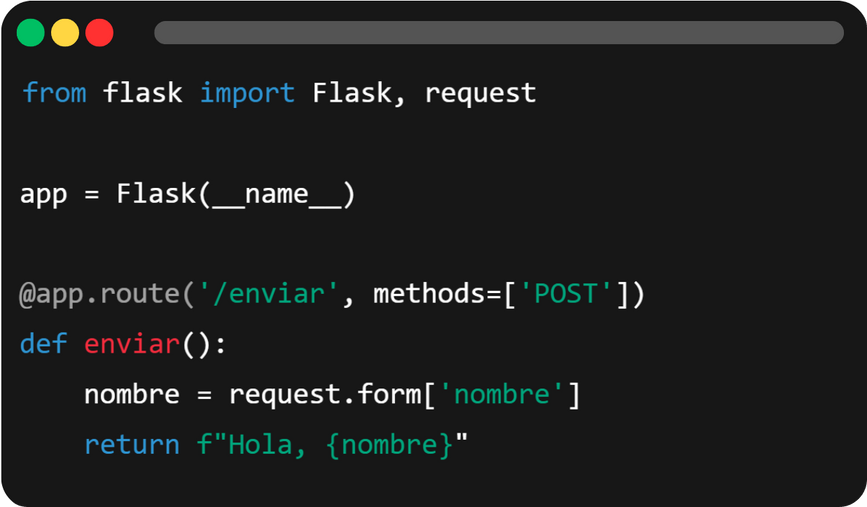 from flask import Flask, request
app = Flask(__name__)
@app.route('/enviar', methods=['POST'])
def enviar():
    nombre = request.form['nombre']
    return f"Hola, {nombre}"